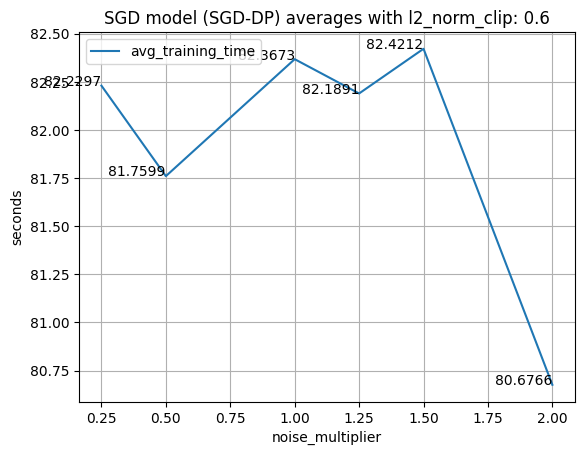 SGD model (SGD-DP) averages with l2_norm_clip: 0.6
avg_training_time
82.50
82.25
82.00
81.75
81.50
81.25
81.00
80.75
seconds
82.2297
81.7599
82.3673
82.1891
82.4212
80.6766
0.25 0.50 0.75 1.00 1.25 1.50 1.75 2.00
noise_multiplier